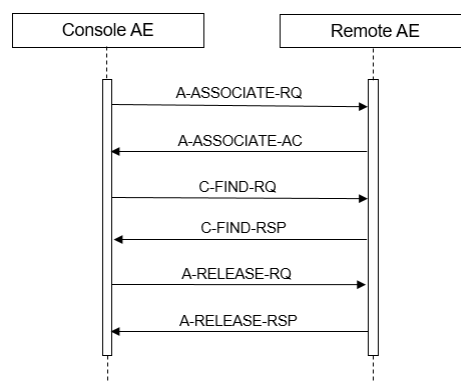 Console AE
Remote AE
A-ASSOCIATE-RQ
A-ASSOCIATE-AC
C-FIND-RQ
C-FIND-RSP
A-RELEASE-RQ
A-RELEASE-RSP